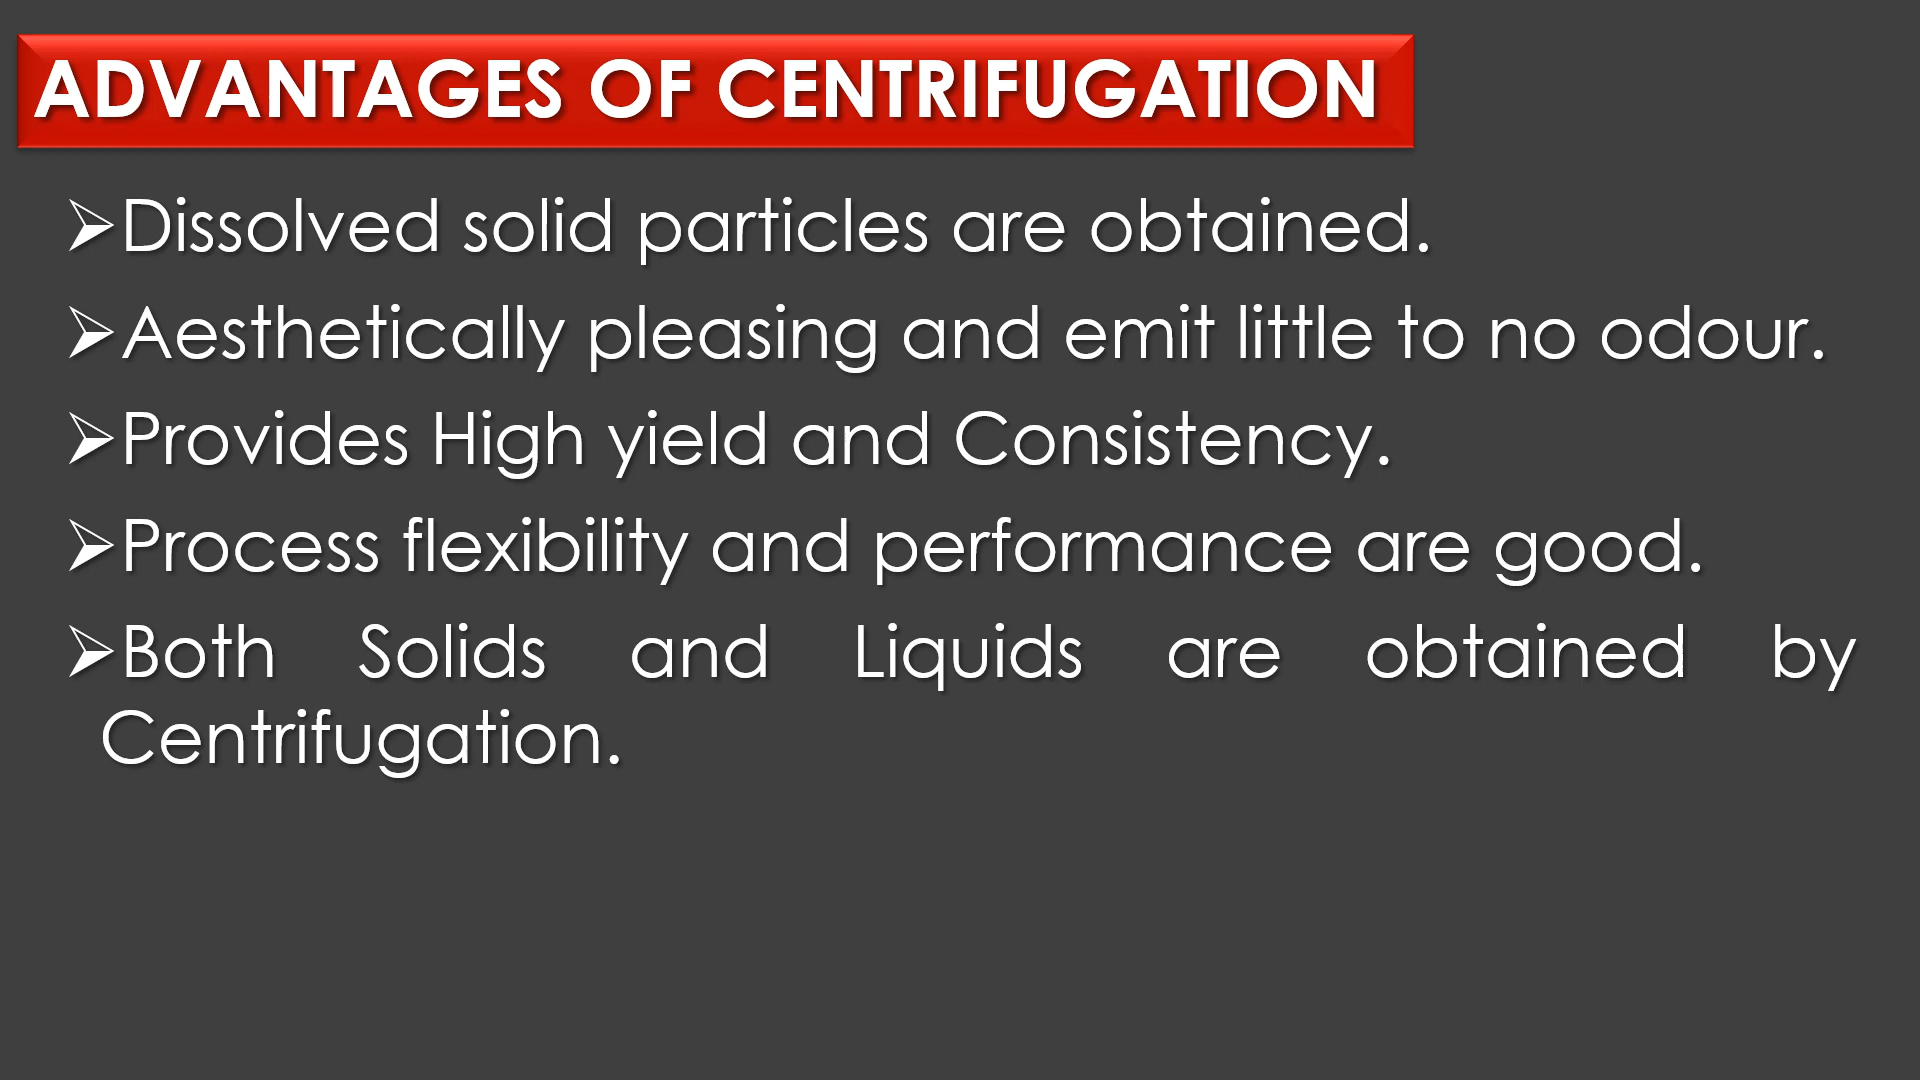 ADVANTAGES OF CENTRIFUGATION
➢Dissolved solid particles are obtained.
➢Aesthetically pleasing and emit little to no odour.
➢Provides High yield and Consistency.
➢Process flexibility and performance are good.
➢Both Solids and Liquids are obtained by
Centrifugation.